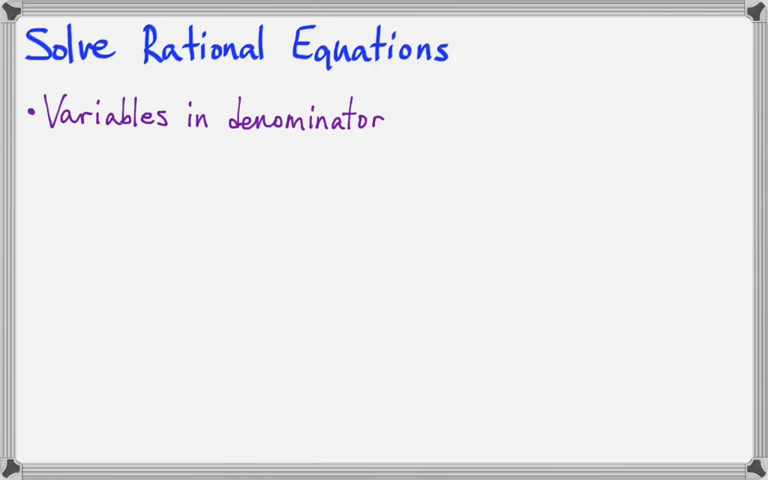 Solve Rational Equations
• Variables in denominator